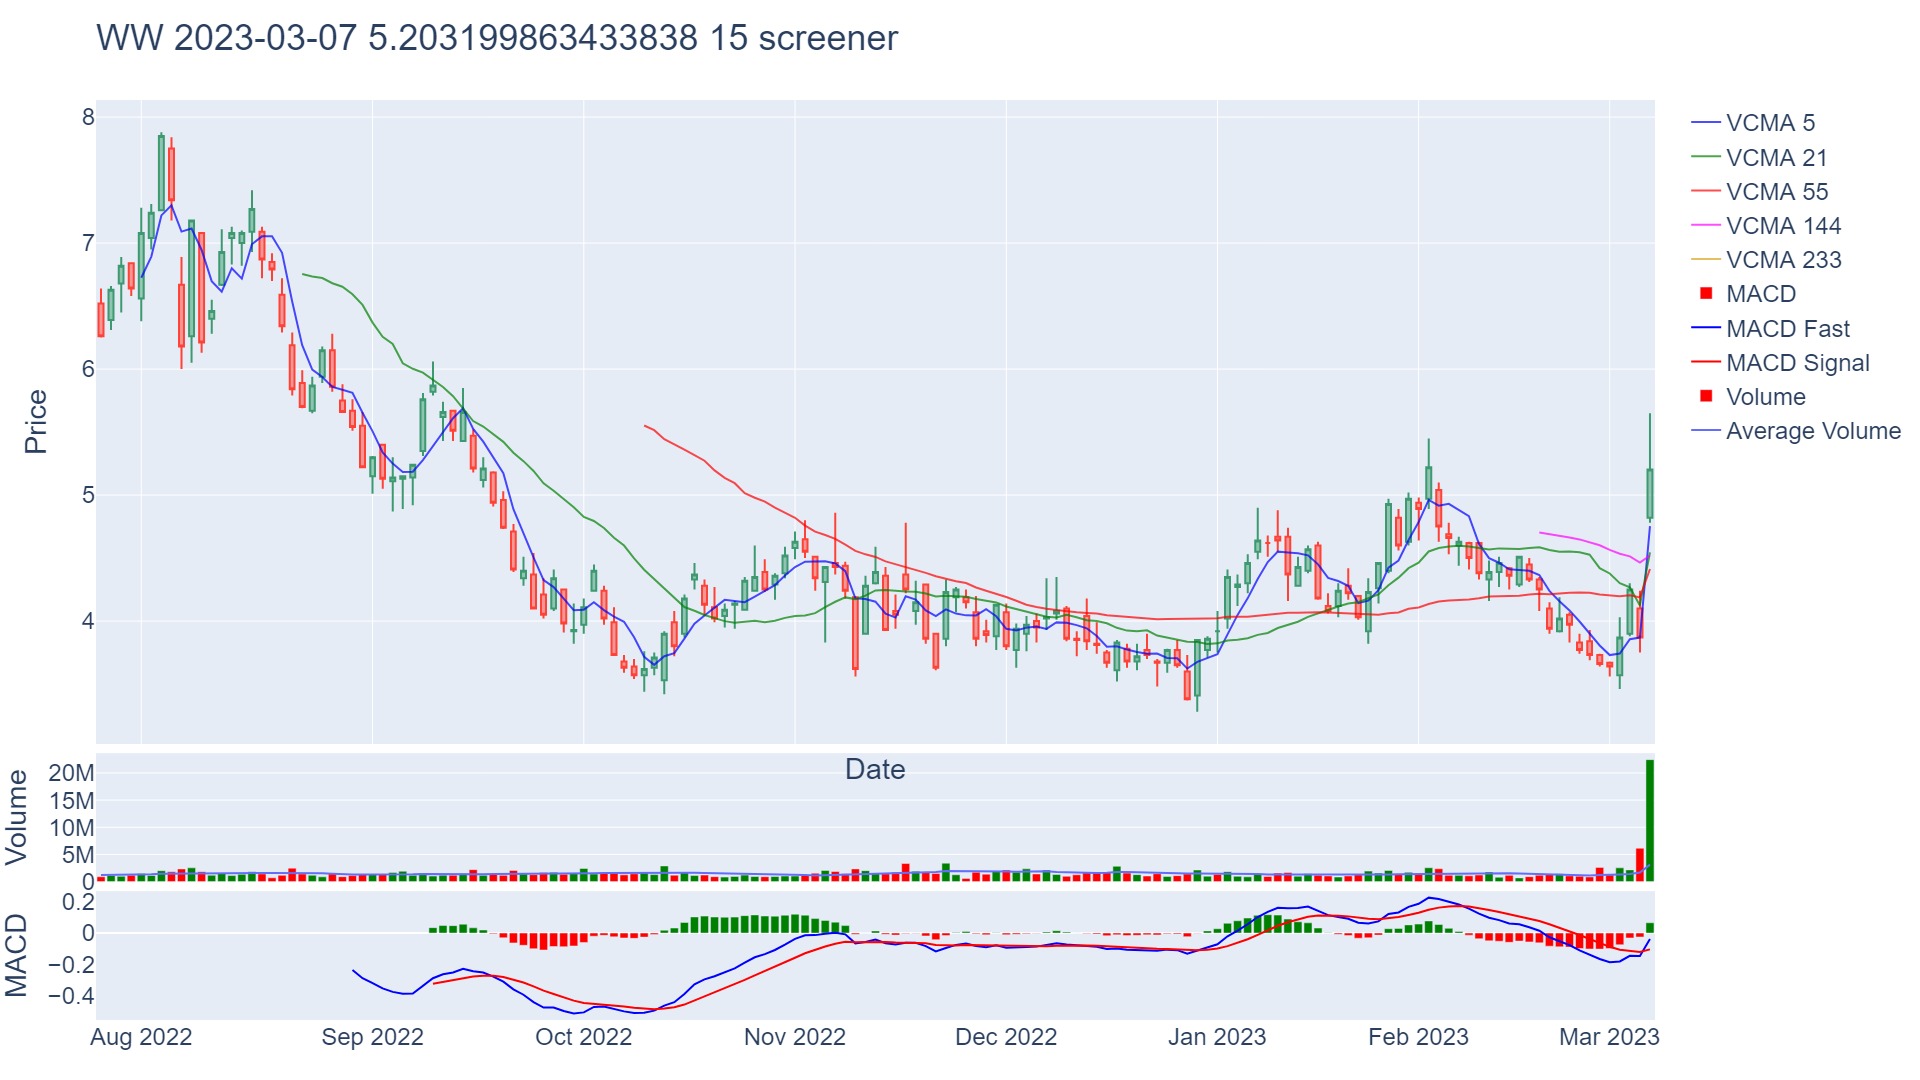 WW 2023-03-07 5.203199863433838 15 screener
Price
8
7
6
5
4
VCMA 5
VCMA 21
VCMA 55
VCMA 144
VCMA 233
MACD
MACD Fast
MACD Signal
Volume
Average Volume
Date
Volume
20M
15M
10M
5M
0
MACD
0.2
0
−0.2
−0.4
Aug 2022 Sep 2022 Oct 2022 Nov 2022 Dec 2022 Jan 2023 Feb 2023 Mar 2023